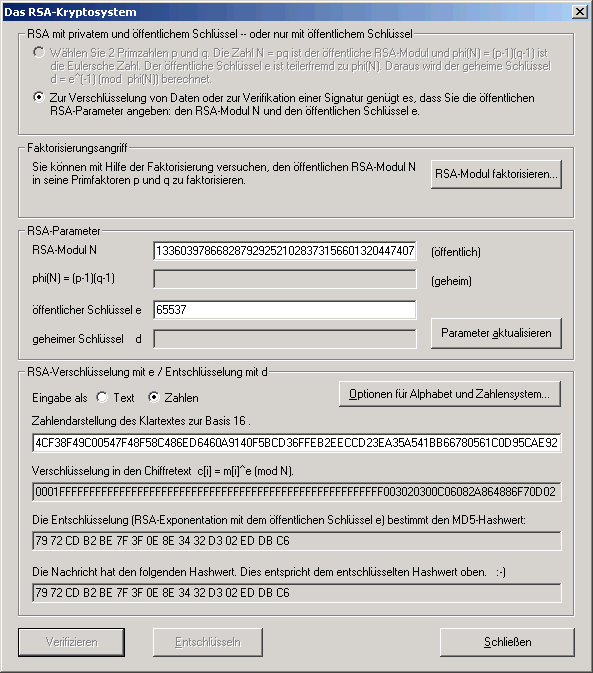 Das RSA-Kryptosystem
RSA mit privatem und öffentlichem Schlüssel -- oder nur mit öffentlichem Schlüssel
Wählen Sie 2 Primzahlen p und q. Die Zahl N = pq ist der öffentliche RSA-Modul und phi(N) = (p-1)(q-1) ist
die Eulersche Zahl. Der öffentliche Schlüssel e ist teilerfremd zu phi(N). Daraus wird der geheime Schlüssel
d = e^(-1) (mod phi(N)) berechnet.
Zur Verschlüsselung von Daten oder zur Verifikation einer Signatur genügt es, dass Sie die öffentlichen
RSA-Parameter angeben: den RSA-Modul N und den öffentlichen Schlüssel e.
Faktorisierungsangriff
Sie können mit Hilfe der Faktorisierung versuchen, den öffentlichen RSA-Modul N
in seine Primfaktoren p und q zu faktorisieren.
RSA-Modul faktorisieren...
RSA-Parameter
RSA-Modul N 13360397866828792925210283731566013204474​07 (öffentlich)
phi(N) = (p-1)(q-1) (geheim)
öffentlicher Schlüssel e 65537
geheimer Schlüssel d Parameter aktualisieren
RSA-Verschlüsselung mit e / Entschlüsselung mit d
Eingabe als Text Zahlen Optionen für Alphabet und Zahlensystem...
Zahlendarstellung des Klartextes zur Basis 16 .
4CF38F49C00547F48F58C486ED6460A9140F5BCD36FFEB2EECCD23EA35A541BB66780561C0D95CAE92
Verschlüsselung in den Chiffretext c[i] = m[i]^e (mod N).
0001FFFFFFFFFFFFFFFFFFFFFFFFFFFFFFFFFFFFFFFFFFFFFFFFFFFFFF003020300C06082A864886F70D02
Die Entschlüsselung (RSA-Exponentation mit dem öffentlichen Schlüssel e) bestimmt den MD5-Hashwert:
79 72 CD B2 BE 7F 3F 0E 8E 34 32 D3 02 ED DB C6
Die Nachricht hat den folgenden Hashwert. Dies entspricht dem entschlüsselten Hashwert oben. :-)
79 72 CD B2 BE 7F 3F 0E 8E 34 32 D3 02 ED DB C6
Verifizieren Entschlüsseln Schließen